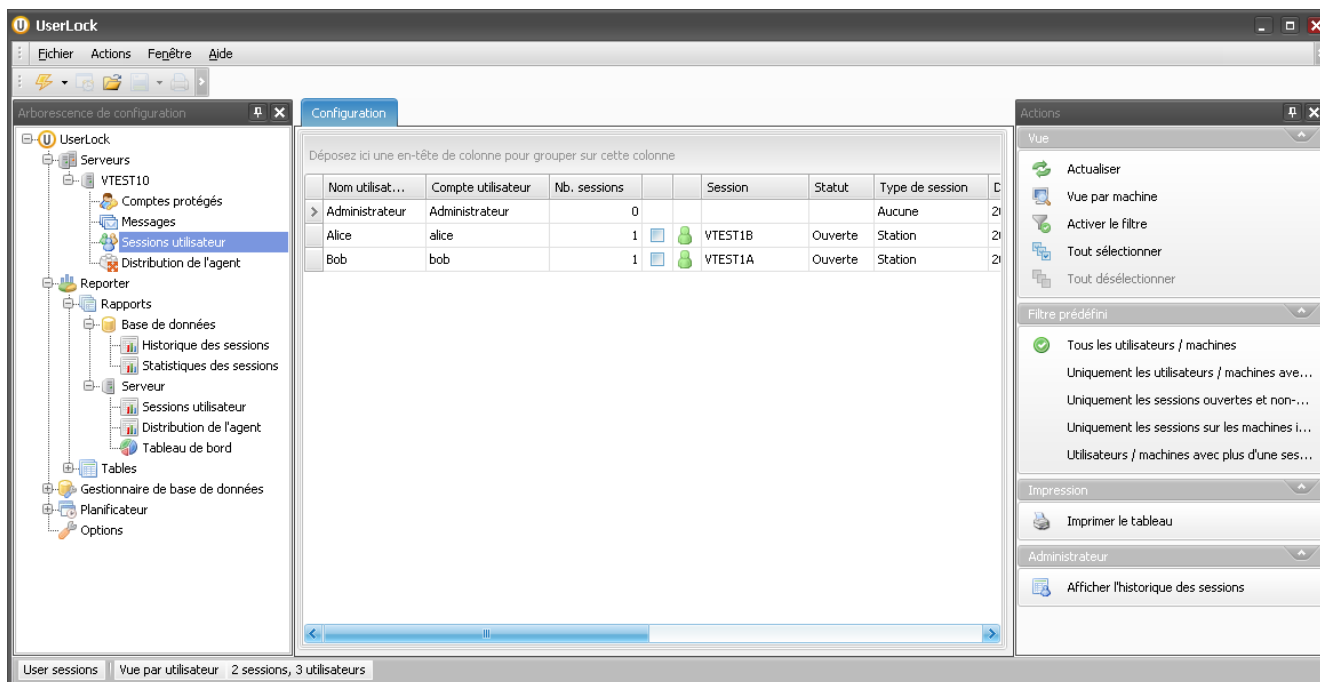 UserLock
Fichier Actions Fenêtre Aide
Arborescence de configuration
UserLock
Serveurs
VTEST10
Comptes protégés
Messages
Sessions utilisateur
Distribution de l'agent
Reporter
Rapports
Base de données
Historique des sessions
Statistiques des sessions
Serveur
Sessions utilisateur
Distribution de l'agent
Tableau de bord
Tables
Gestionnaire de base de données
Planificateur
Options
Configuration
Déposez ici une en-tête de colonne pour grouper sur cette colonne
Nom utilisat... Compte utilisateur Nb. sessions Session Statut Type de session D
Administrateur Administrateur 0 Aucune 20
Alice alice 1 VTEST1B Ouverte Station 20
Bob bob 1 VTEST1A Ouverte Station 20
Actions
Vue
Actualiser
Vue par machine
Activer le filtre
Tout sélectionner
Tout désélectionner
Filtre prédéfini
Tous les utilisateurs / machines
Uniquement les utilisateurs / machines ave...
Uniquement les sessions ouvertes et non-...
Uniquement les sessions sur les machines i...
Utilisateurs / machines avec plus d'une ses...
Impression
Imprimer le tableau
Administrateur
Afficher l'historique des sessions
User sessions Vue par utilisateur 2 sessions, 3 utilisateurs